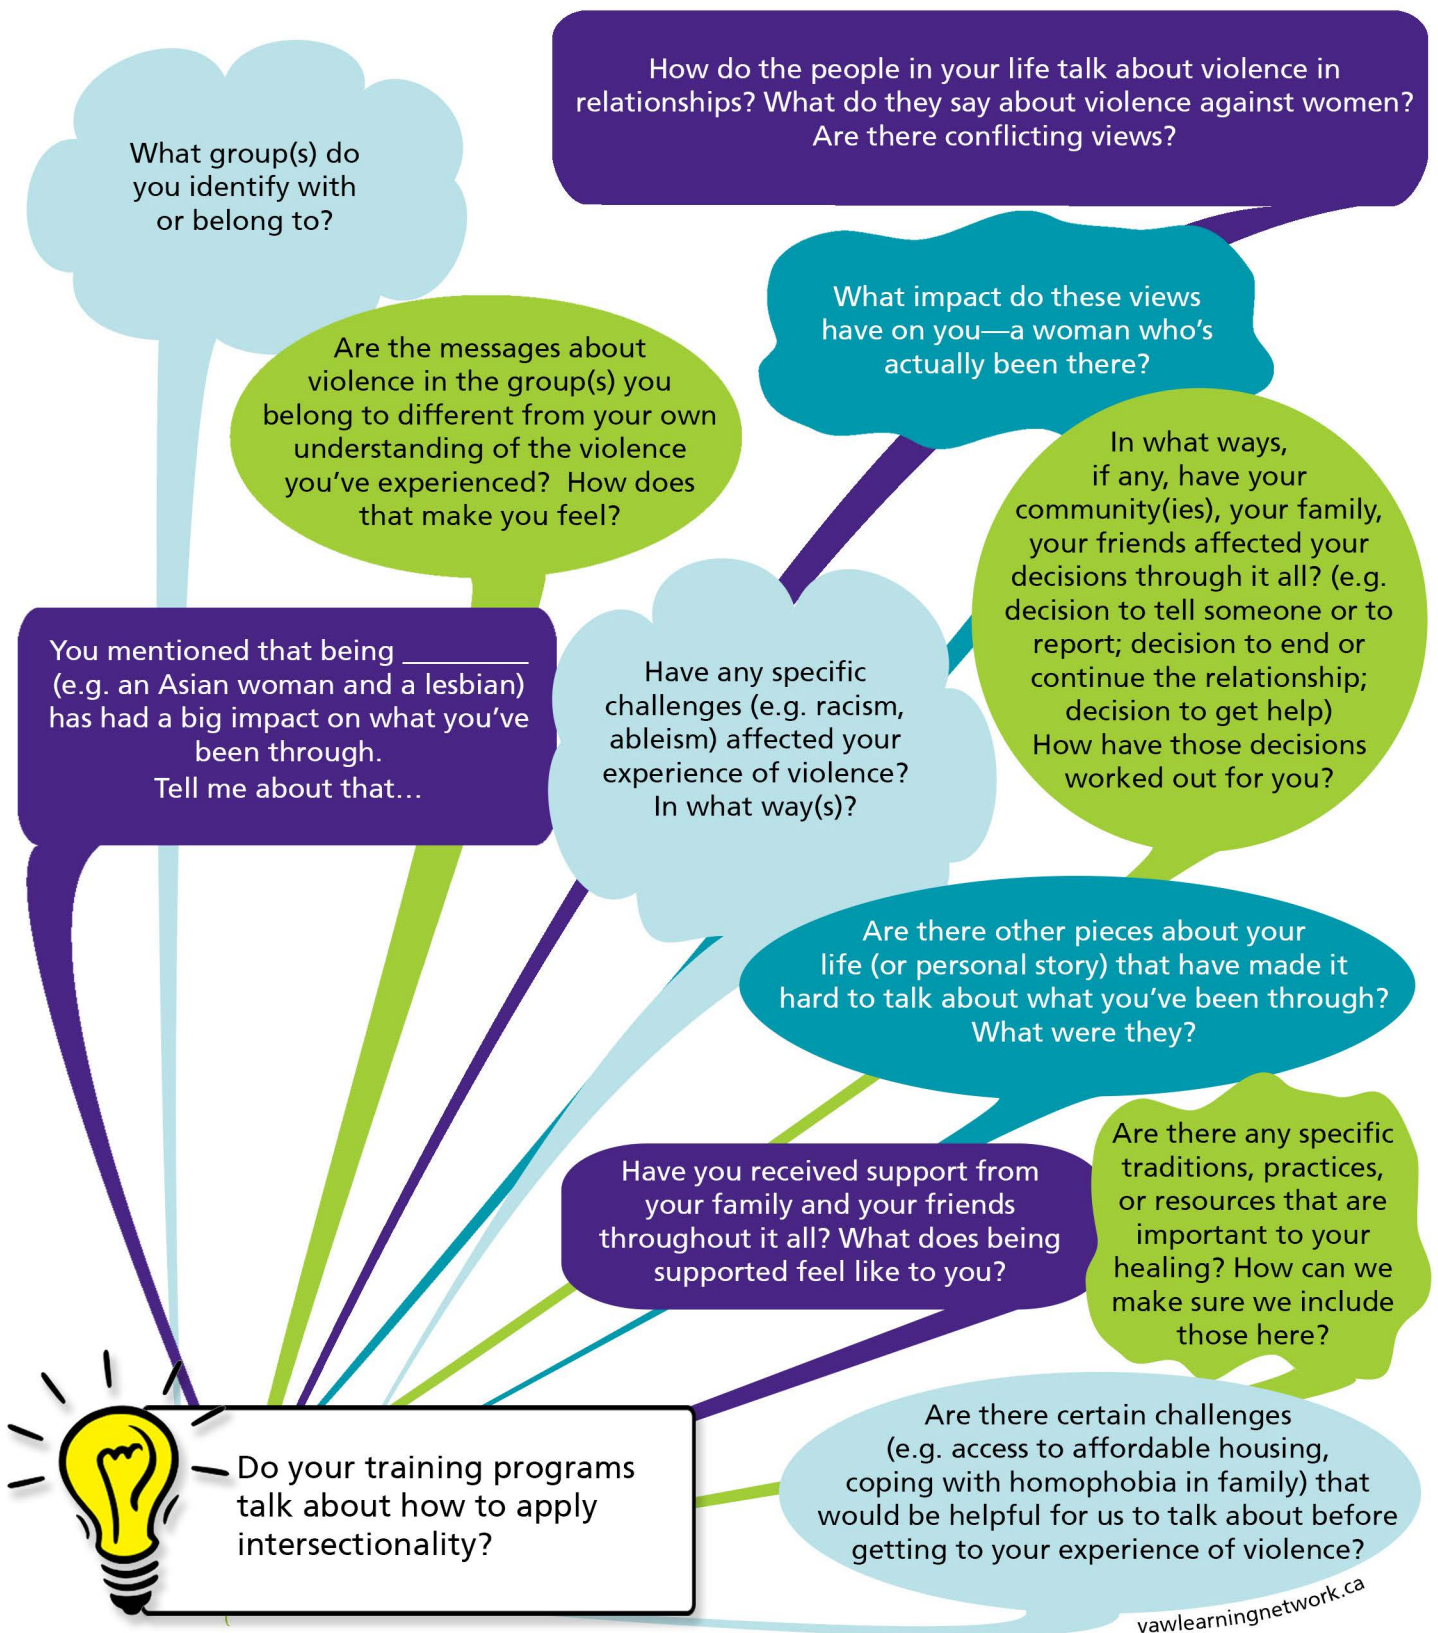 What group(s) do
you identify with
or belong to?
How do the people in your life talk about violence in
relationships? What do they say about violence against women?
Are there conflicting views?
What impact do these views
have on you—a woman who's
actually been there?
Are the messages about
violence in the group(s) you
belong to different from your own
understanding of the violence
you've experienced?  How does
that make you feel?
In what ways,
if any, have your
community(ies), your family,
your friends affected your
decisions through it all? (e.g.
decision to tell someone or to
report; decision to end or
continue the relationship;
decision to get help)
How have those decisions
worked out for you?
You mentioned that being _________
(e.g. an Asian woman and a lesbian)
has had a big impact on what you've
been through.
Tell me about that...
Have any specific
challenges (e.g. racism,
ableism) affected your
experience of violence?
In what way(s)?
Are there other pieces about your
life (or personal story) that have made it
hard to talk about what you've been through?
What were they?
Have you received support from
your family and your friends
throughout it all? What does being
supported feel like to you?
Are there any specific
traditions, practices,
or resources that are
important to your
healing? How can we
make sure we include
those here?
Are there certain challenges
(e.g. access to affordable housing,
coping with homophobia in family) that
would be helpful for us to talk about before
getting to your experience of violence?
Do your training programs
talk about how to apply
intersectionality?
vawlearningnetwork.ca